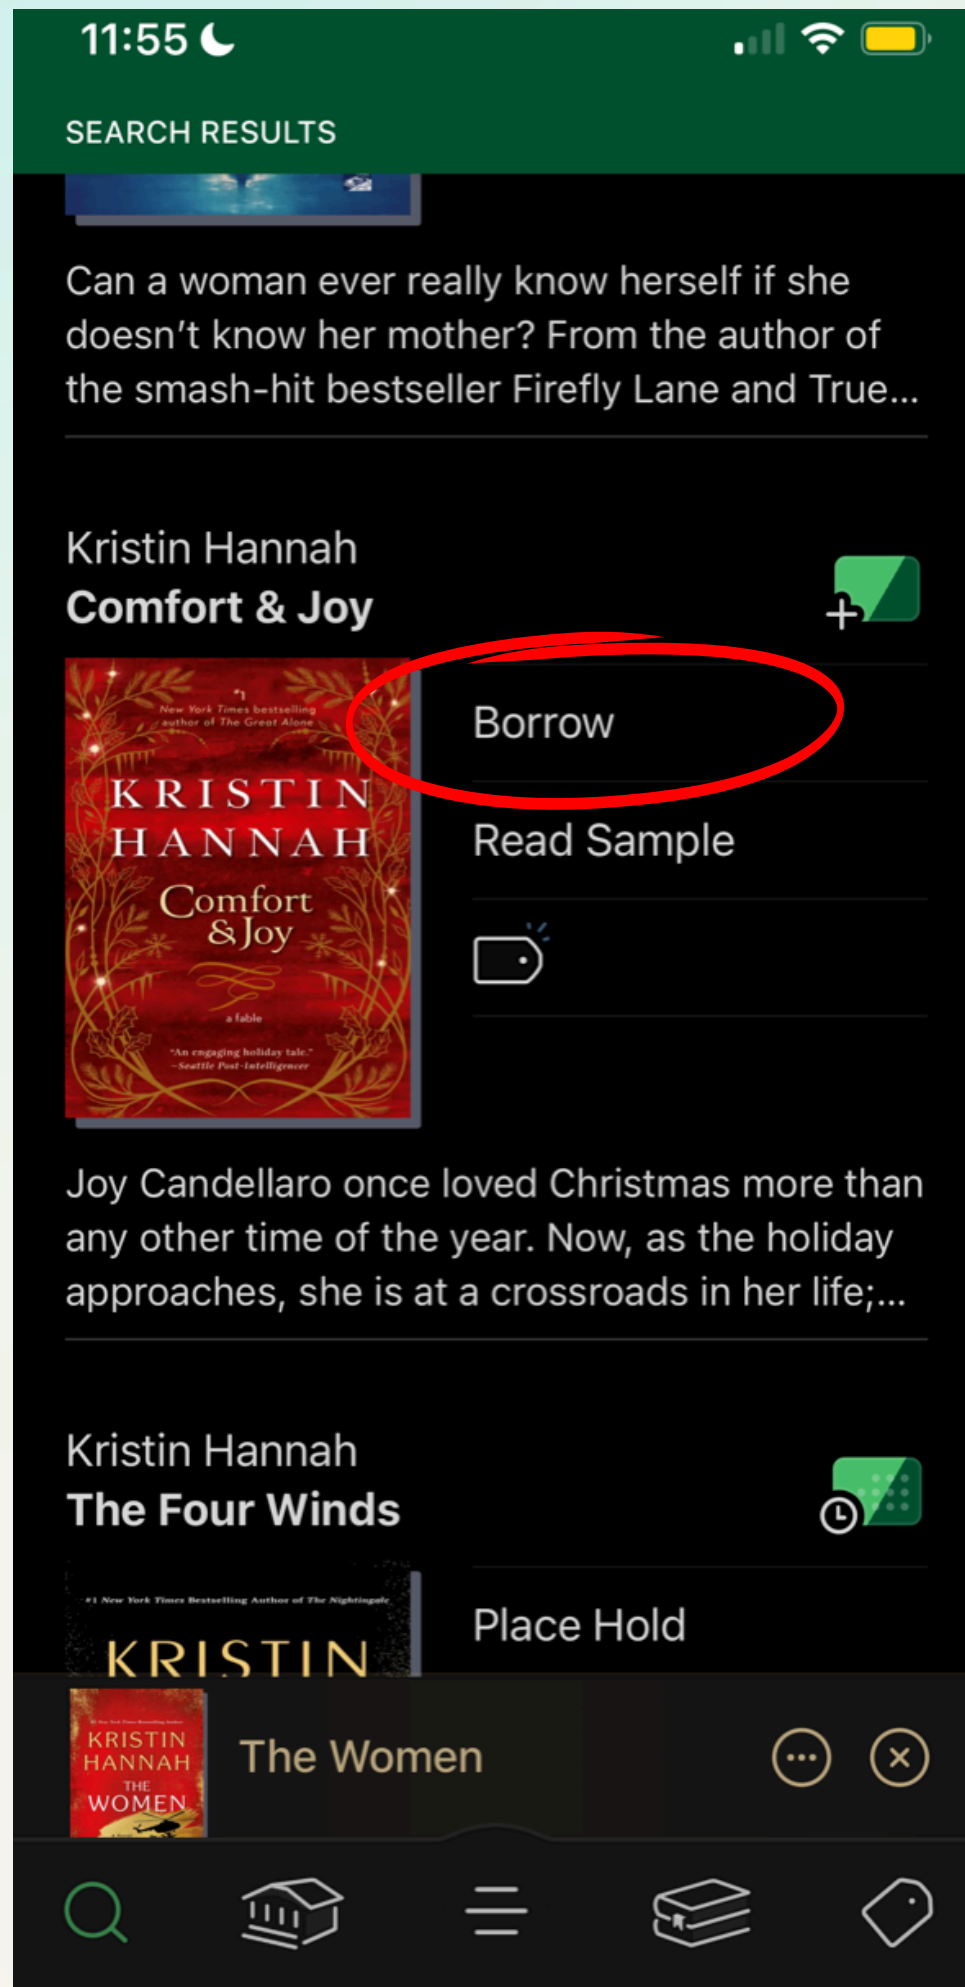 11:55
SEARCH RESULTS
Can a woman ever really know herself if she
doesn’t know her mother? From the author of
the smash-hit bestseller Firefly Lane and True...
Kristin Hannah
Comfort & Joy
#1
New York Times bestselling
author of The Great Alone
KRISTIN
HANNAH
Comfort
& Joy
a fable
“An engaging holiday tale.”
—Seattle Post-Intelligencer
Borrow
Read Sample
Joy Candellaro once loved Christmas more than
any other time of the year. Now, as the holiday
approaches, she is at a crossroads in her life;...
Kristin Hannah
The Four Winds
#1 New York Times Bestselling Author of The Nightingale
KRISTIN
Place Hold
KRISTIN
HANNAH
THE
WOMEN
The Women